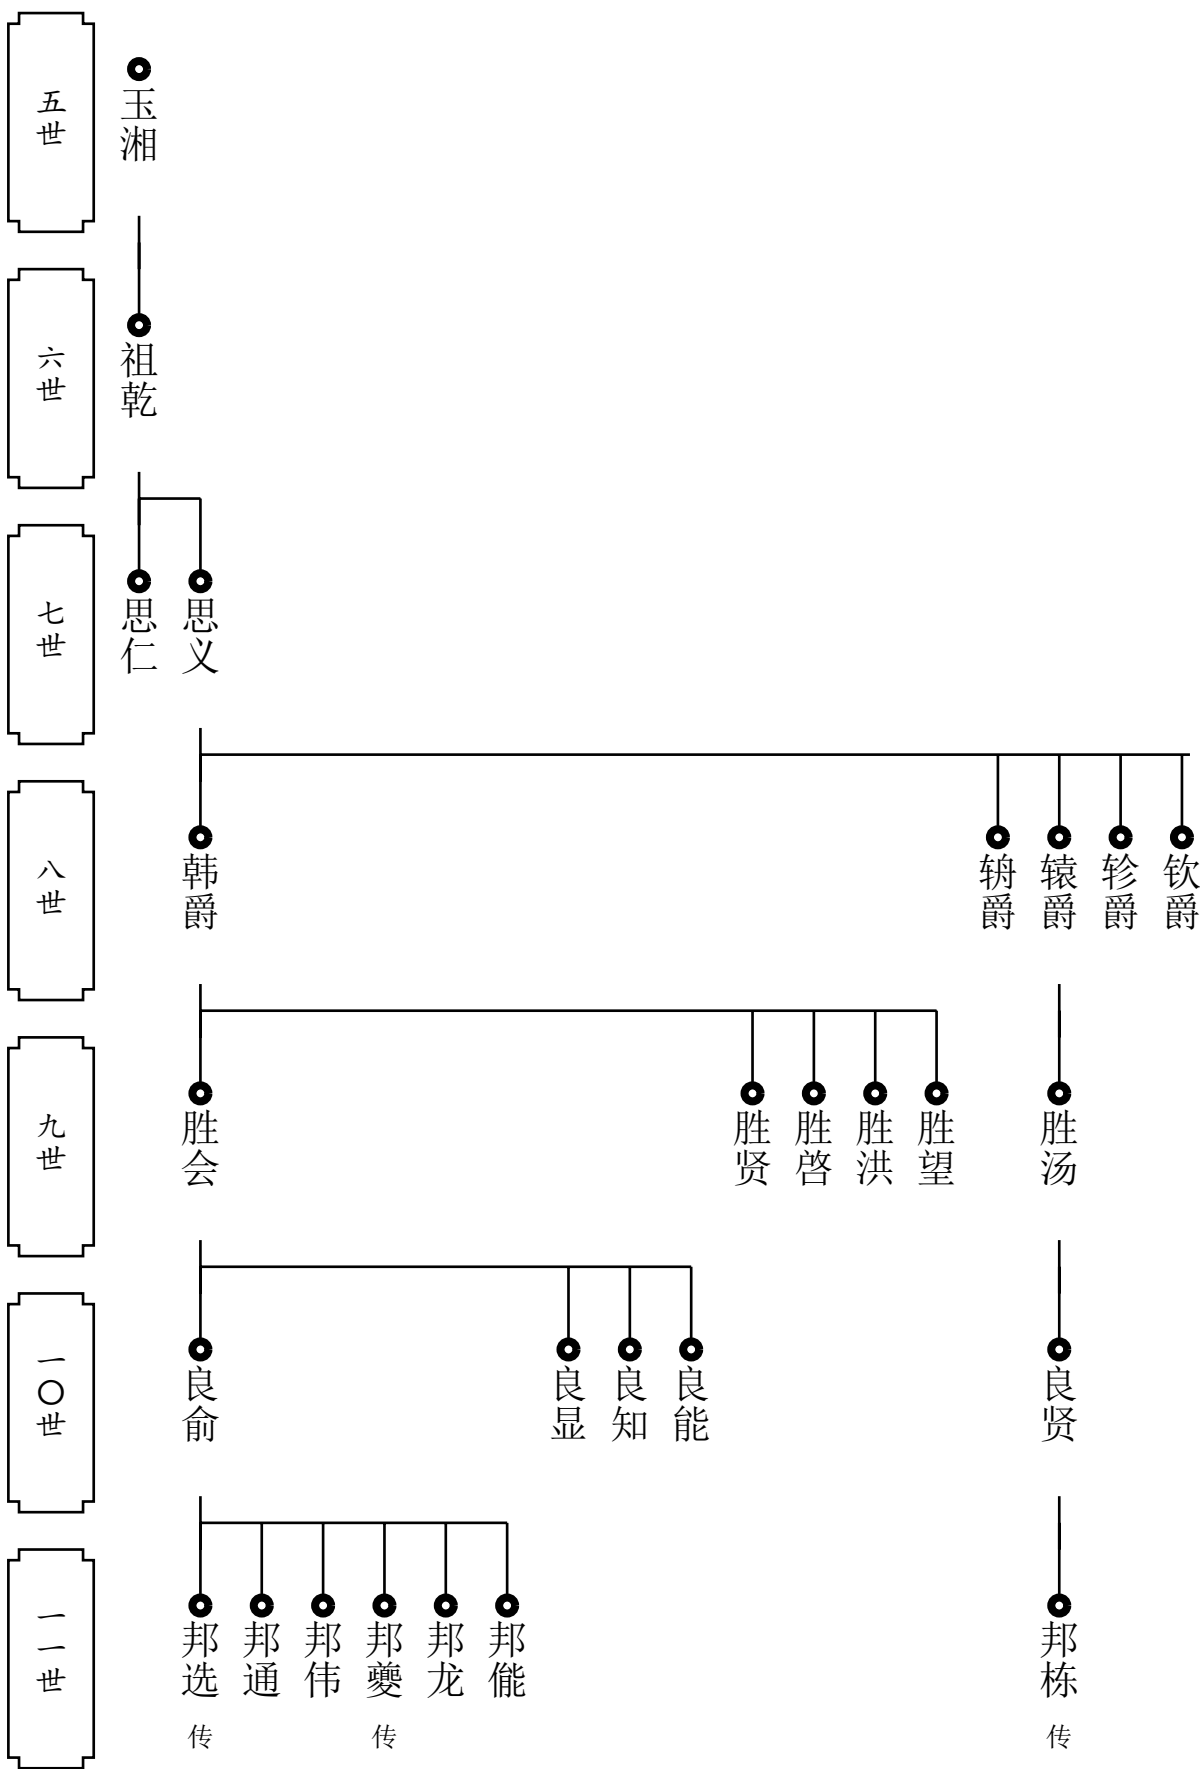 五世
玉湘
六世
祖乾
七世
思仁
思义
八世
韩爵
辀爵
辕爵
轸爵
钦爵
九世
胜会
胜贤
胜启
胜洪
胜望
胜汤
一〇世
良俞
良显
良知
良能
良贤
一一世
邦选
传
邦通
邦伟
邦夔
传
邦龙
邦能
邦栋
传